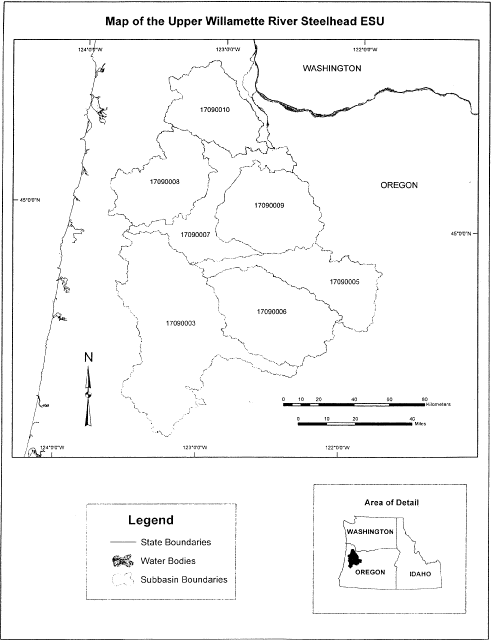 Map of the Upper Willamette River Steelhead ESU
124°0'0"W
123°0'0"W
122°0'0"W
WASHINGTON
17090010
17090008
OREGON
45°0'0"N
17090009
17090007
45°0'0"N
17090005
17090003
17090006
N
0 10 20 40 60 80
Kilometers
0 10 20 40
Miles
124°0'0"W
123°0'0"W
122°0'0"W
Legend
State Boundaries
Water Bodies
Subbasin Boundaries
Area of Detail
WASHINGTON
OREGON
IDAHO